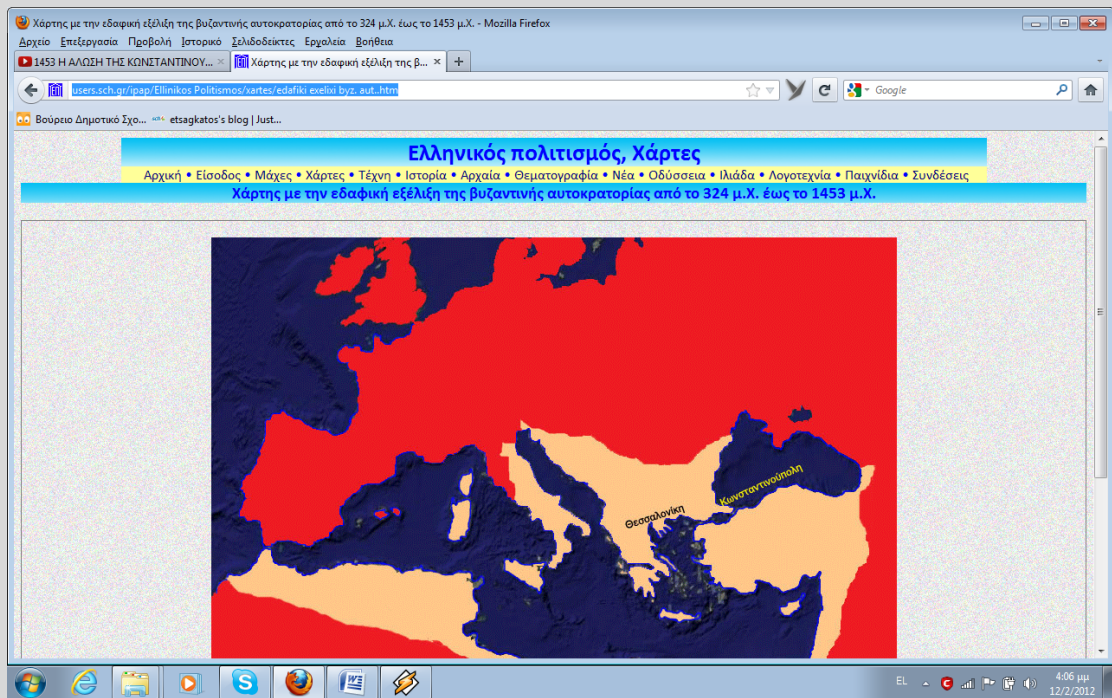 Χάρτης με την εδαφική εξέλιξη της βυζαντινής αυτοκρατορίας από το 324 μ.Χ. έως το 1453 μ.Χ. - Mozilla Firefox
Αρχείο Επεξεργασία Προβολή Ιστορικό Σελιδοδείκτες Εργαλεία Βοήθεια
1453 Η ΑΛΩΣΗ ΤΗΣ ΚΩΝΣΤΑΝΤΙΝΟΥ... Χάρτης με την εδαφική εξέλιξη της β...
users.sch.gr/ipap/Ellinikos Politismos/xartes/edafiki exelixi byz. aut..htm Google
Βούρειο Δημοτικό Σχο... etsagkatos's blog | Just...
Ελληνικός πολιτισμός, Χάρτες
Αρχική • Είσοδος • Μάχες • Χάρτες • Τέχνη • Ιστορία • Αρχαία • Θεματογραφία • Νέα • Οδύσσεια • Ιλιάδα • Λογοτεχνία • Παιχνίδια • Συνδέσεις
Χάρτης με την εδαφική εξέλιξη της βυζαντινής αυτοκρατορίας από το 324 μ.Χ. έως το 1453 μ.Χ.
Κωνσταντινούπολη
Θεσσαλονίκη
EL 4:06 μμ
12/2/2012